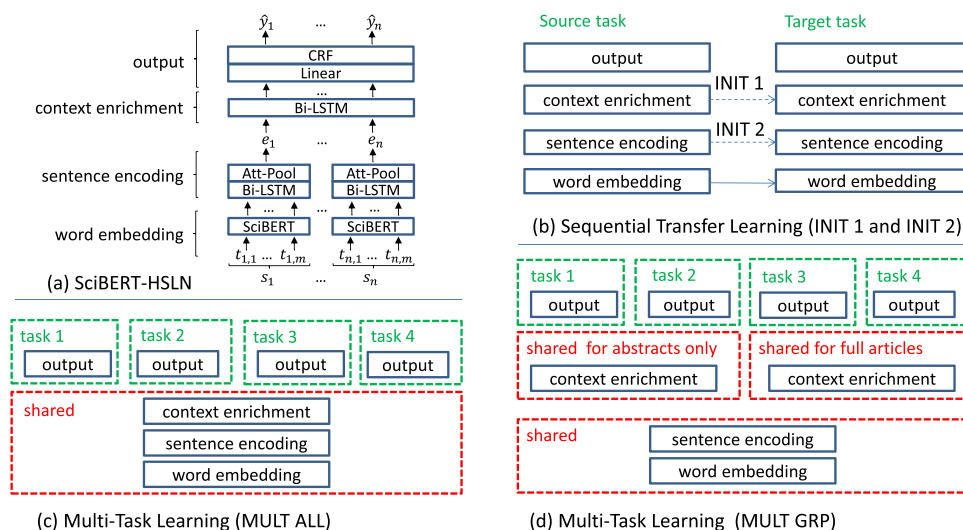 ŷ1 ... ŷn
output
CRF
Linear
...
context enrichment
Bi-LSTM
e1 ... en
sentence encoding
Att-Pool Att-Pool
Bi-LSTM Bi-LSTM
... ...
word embedding
SciBERT ... SciBERT
t1,1 ... t1,m tn,1 ... tn,m
s1 ... sn
(a) SciBERT-HSLN
Source task Target task
output output
INIT 1
context enrichment context enrichment
INIT 2
sentence encoding sentence encoding
word embedding word embedding
(b) Sequential Transfer Learning (INIT 1 and INIT 2)
task 1 task 2 task 3 task 4
output output output output
shared
context enrichment
sentence encoding
word embedding
(c) Multi-Task Learning (MULT ALL)
task 1 task 2 task 3 task 4
output output output output
shared for abstracts only shared for full articles
context enrichment context enrichment
shared
sentence encoding
word embedding
(d) Multi-Task Learning (MULT GRP)